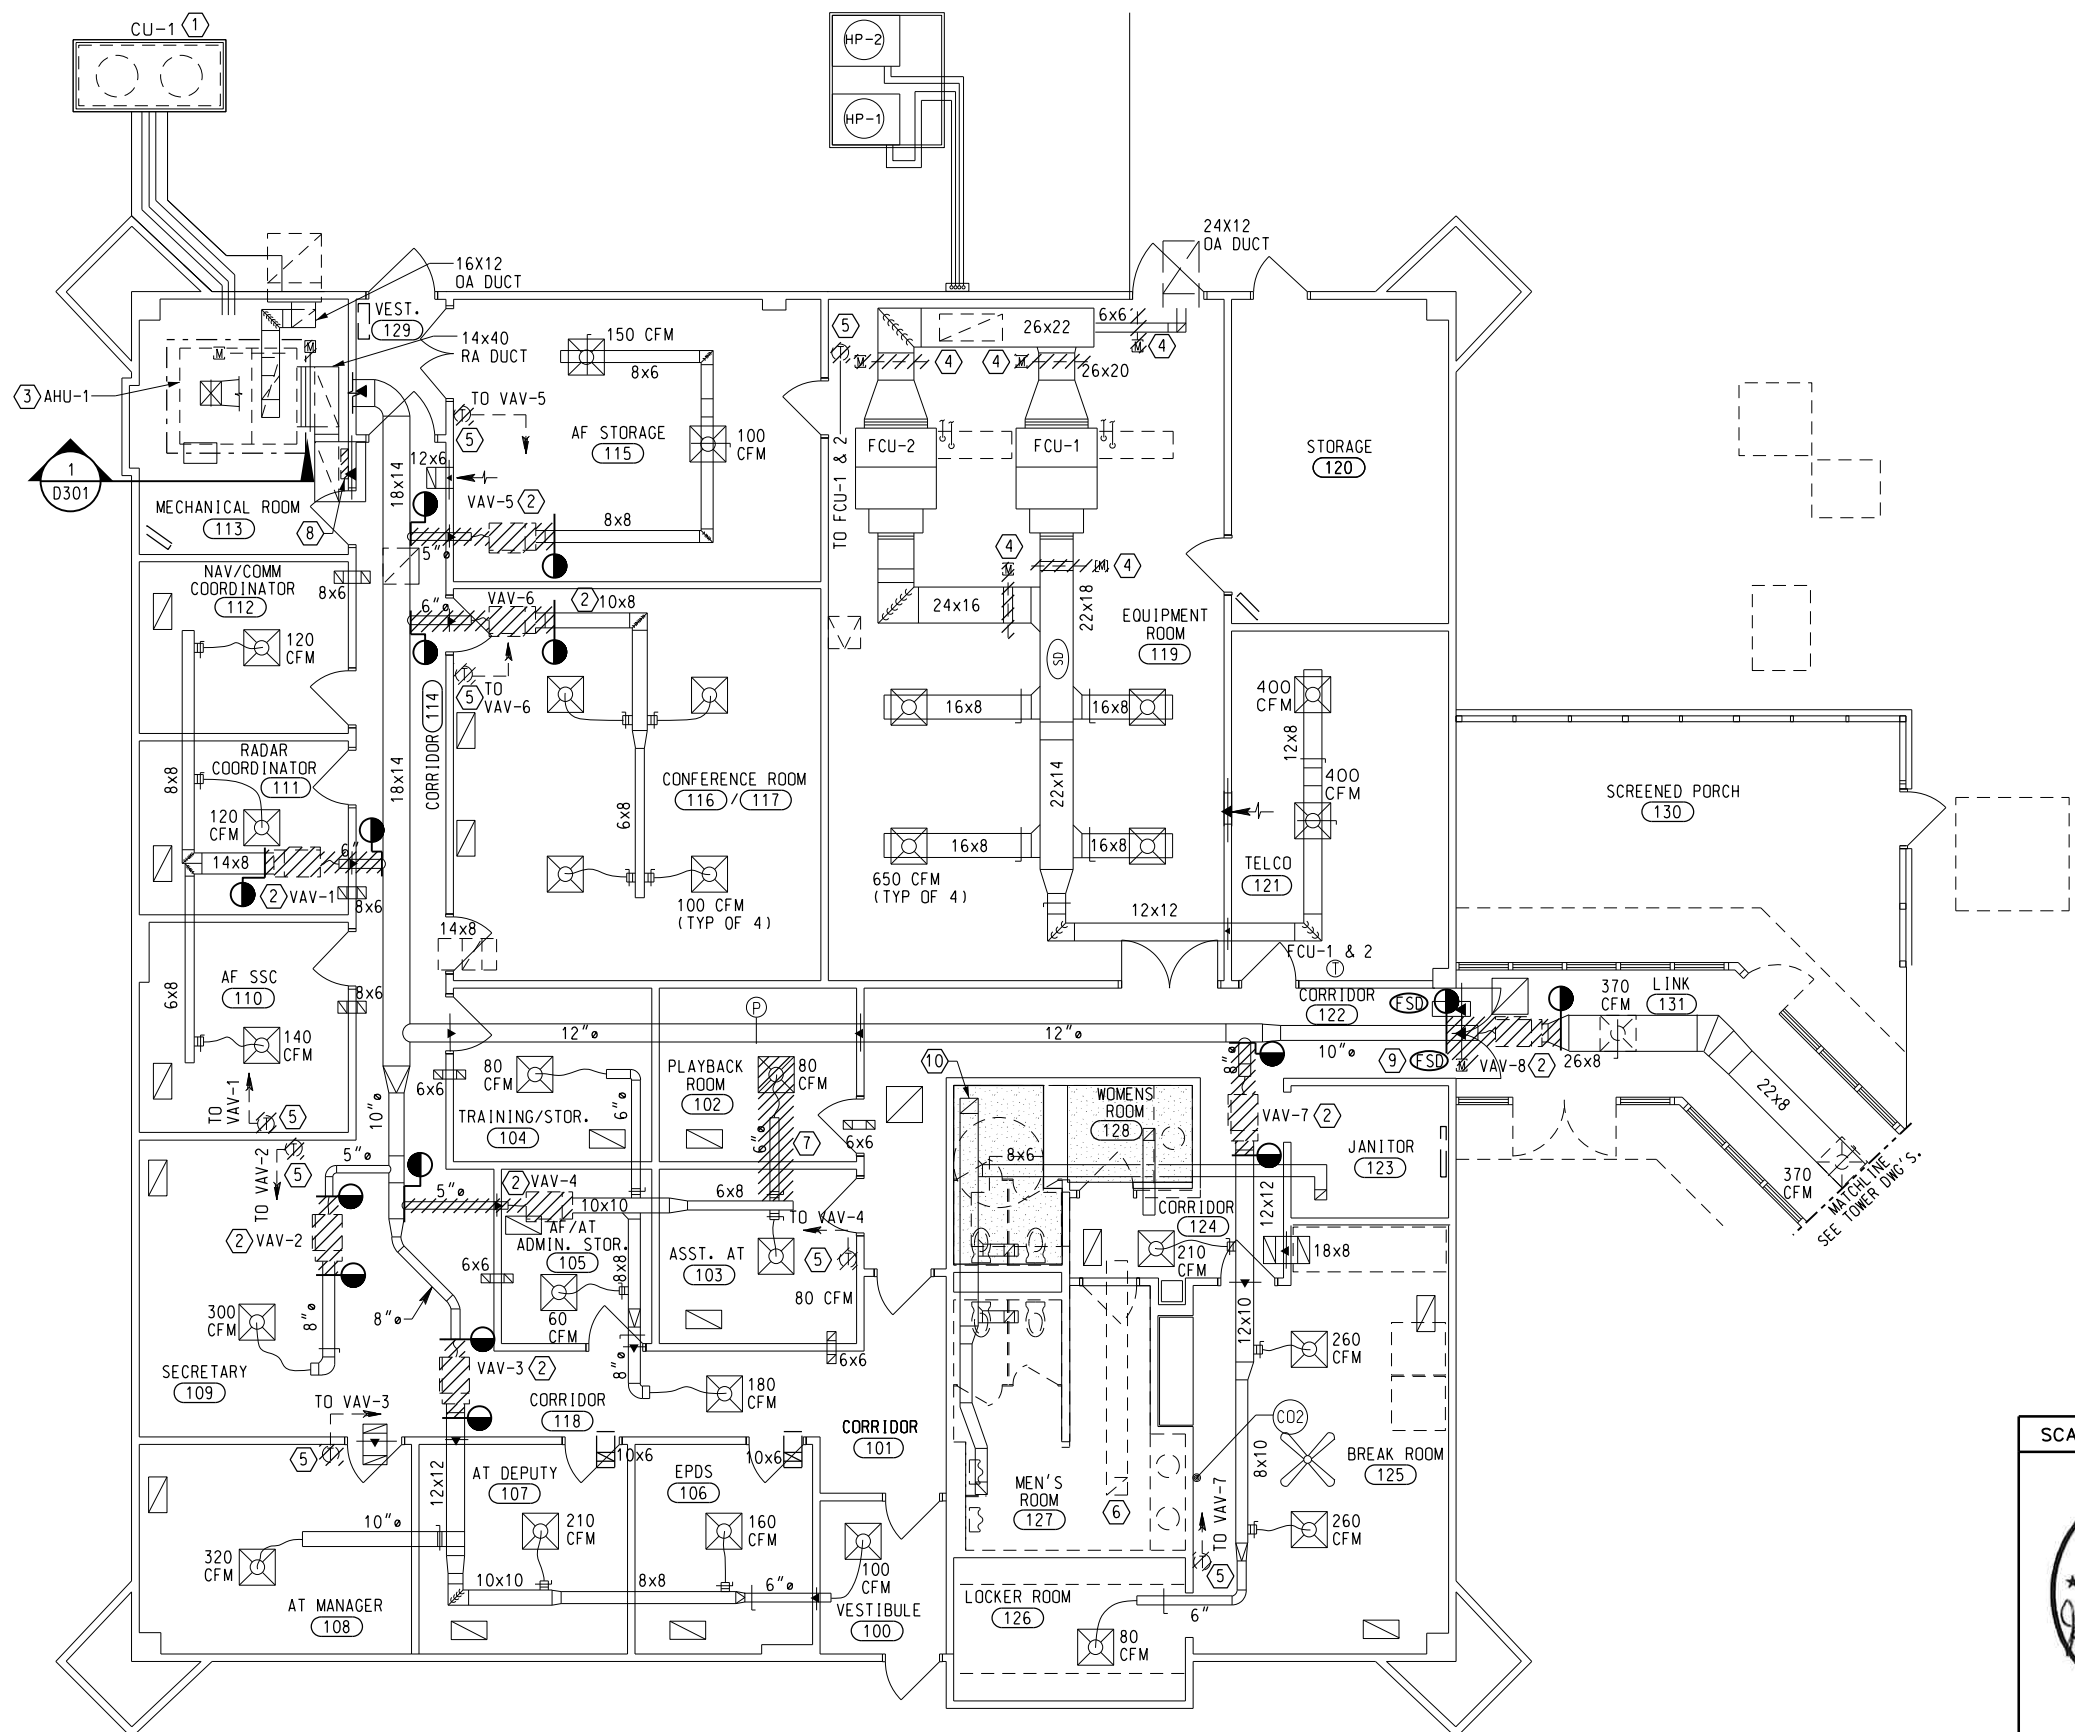 CU-1
1
HP-2
HP-1
24X12
OA DUCT
16X12
OA DUCT
VEST.
129
14x40
RA DUCT
3
AHU-1
M
M
1
D301
MECHANICAL ROOM
113
8
18x14
150 CFM
8x6
TO VAV-5
5
AF STORAGE
115
100
CFM
12x6
VAV-5
2
8x8
5"ø
5
TO FCU-1 & 2
M
4
4
M
26x22
26x20
6x6
M
4
FCU-2
FCU-1
4
M
M
4
24x16
22x18
EQUIPMENT
ROOM
119
SD
STORAGE
120
NAV/COMM
COORDINATOR
112
8x6
120
CFM
6"ø
VAV-6
2
10x8
5
TO
VAV-6
CORRIDOR
114
RADAR
COORDINATOR
111
8x8
120
CFM
18x14
14x8
6"
2
VAV-1
8x6
CONFERENCE ROOM
116
/
117
6x8
100 CFM
(TYP OF 4)
14x8
16x8
16x8
22x14
16x8
16x8
650 CFM
(TYP OF 4)
12x12
400
CFM
12x8
400
CFM
TELCO
121
FCU-1 & 2
T
SCREENED PORCH
130
AF SSC
110
6x8
8x6
140
CFM
TO
VAV-1
5
12"ø
P
12"ø
CORRIDOR
122
FSD
10"ø
9
FSD
M
VAV-8
2
370
CFM
LINK
131
26x8
22x8
370
CFM
MATCHLINE
SEE TOWER DWG'S.
10"ø
6x6
80
CFM
6"ø
TRAINING/STOR.
104
PLAYBACK
ROOM
102
80
CFM
6"ø
7
6x6
10
WOMENS
ROOM
128
8x6
8"ø
VAV-7
2
JANITOR
123
12x12
5"ø
TO VAV-2
5
2
VAV-2
5"ø
2
VAV-4
10x10
6x8
TO VAV-4
5
AF/AT
ADMIN. STOR.
105
6x6
60
CFM
8x8
ASST. AT
103
80 CFM
6x6
CORRIDOR
124
210
CFM
18x8
300
CFM
8"ø
8"ø
SECRETARY
109
VAV-3
2
8"ø
180
CFM
CORRIDOR
118
TO VAV-3
5
CORRIDOR
101
12x10
260
CFM
CO2
BREAK ROOM
125
8x10
260
CFM
12x12
AT DEPUTY
107
10x6
EPDS
106
10x6
MEN'S
ROOM
127
6
TO VAV-7
5
10"ø
320
CFM
210
CFM
160
CFM
100
CFM
10x10
8x8
6"ø
VESTIBULE
100
AT MANAGER
108
LOCKER ROOM
126
6"
80
CFM